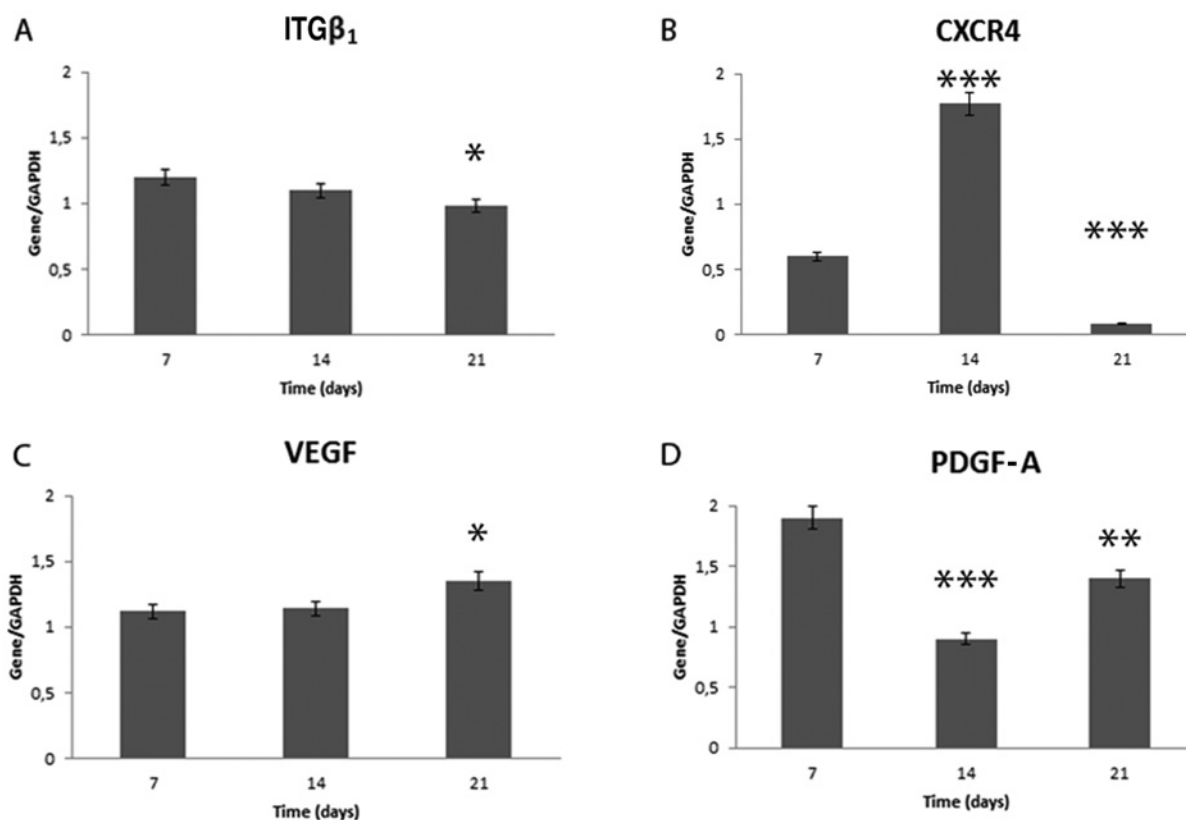 A
ITGβ₁
2
1,5
1
0,5
0
Gene/GAPDH
*
7 14 21
Time (days)
B
CXCR4
2
1,5
1
0,5
0
Gene/GAPDH
***
***
7 14 21
Time (days)
C
VEGF
2
1,5
1
0,5
0
Gene/GAPDH
*
7 14 21
Time (days)
D
PDGF-A
2
1,5
1
0,5
0
Gene/GAPDH
**
***
7 14 21
Time (days)